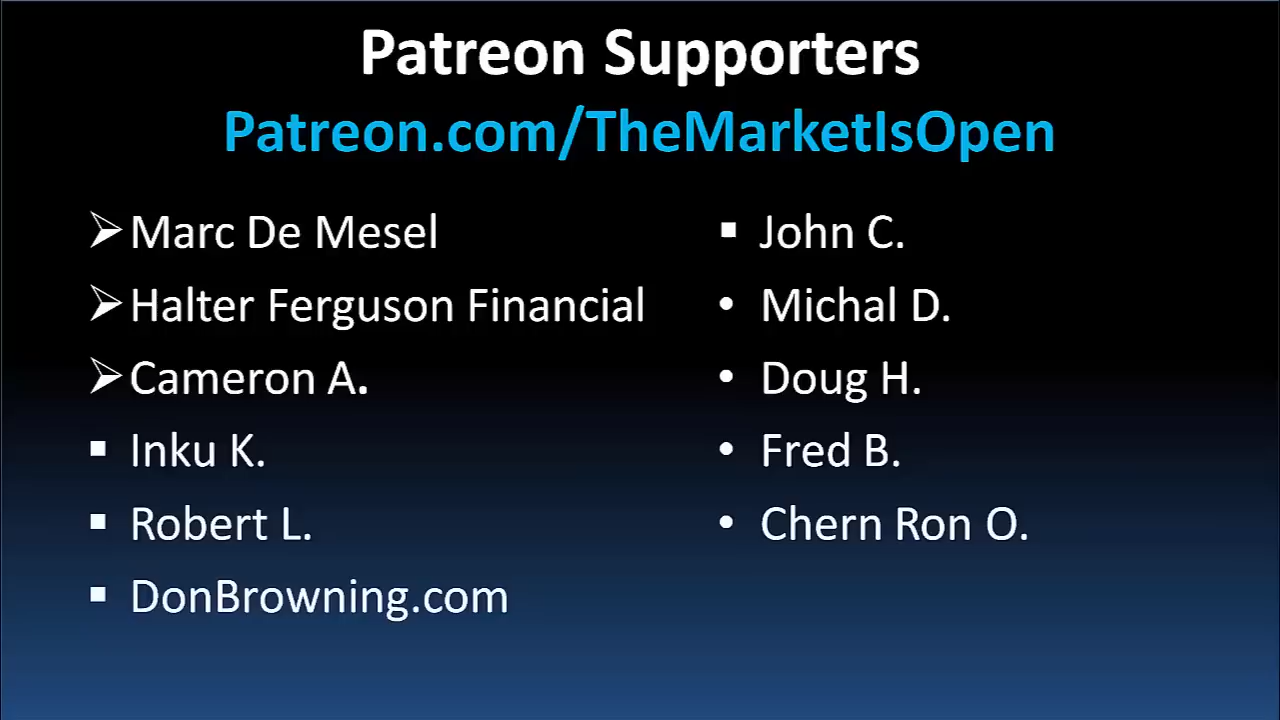 Patreon Supporters
Patreon.com/TheMarketIsOpen
➢Marc De Mesel
➢Halter Ferguson Financial
➢Cameron A.
▪ Inku K.
▪ Robert L.
▪ DonBrowning.com
▪ John C.
• Michal D.
• Doug H.
• Fred B.
• Chern Ron O.